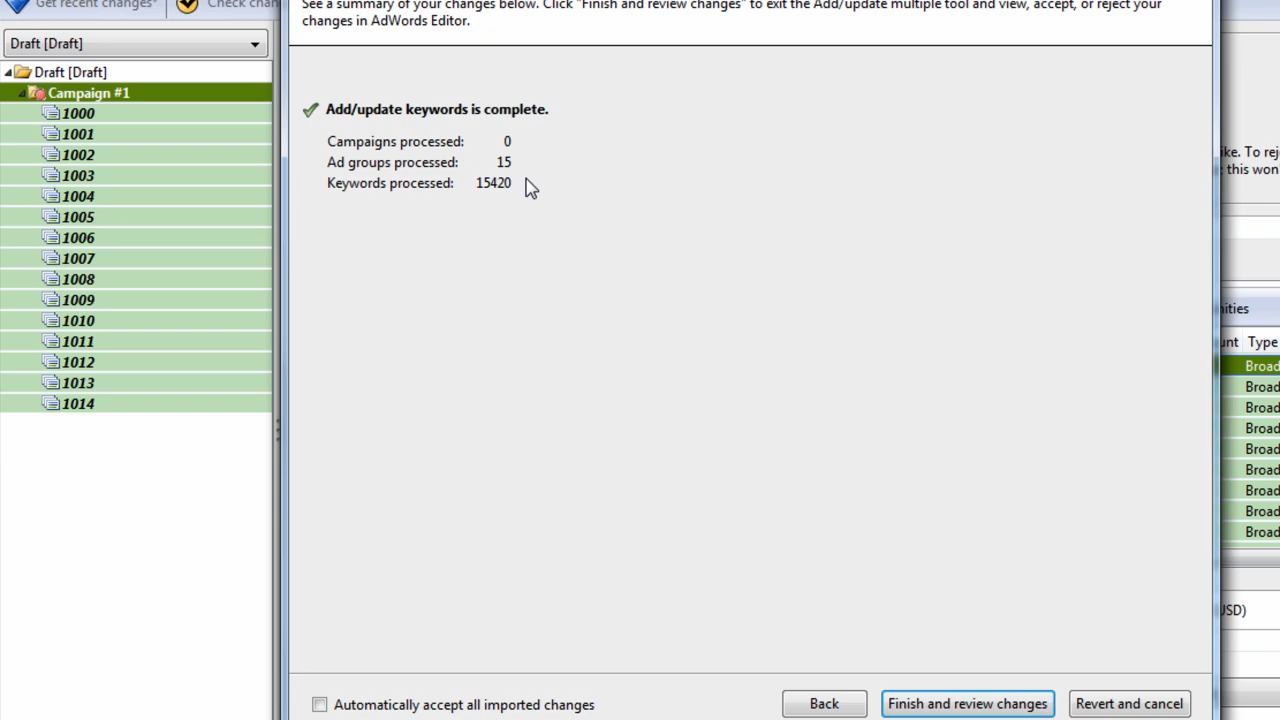 Get recent changes*
Check chan
Draft [Draft]
Draft [Draft]
Campaign #1
1000
1001
1002
1003
1004
1005
1006
1007
1008
1009
1010
1011
1012
1013
1014
See a summary of your changes below. Click "Finish and review changes" to exit the Add/update multiple tool and view, accept, or reject your
changes in AdWords Editor.
Add/update keywords is complete.
Campaigns processed: 0
Ad groups processed: 15
Keywords processed: 15420
Automatically accept all imported changes
Back
Finish and review changes
Revert and cancel
ike. To rej
this won'
nities
unt Type
Broad
Broad
Broad
Broad
Broad
Broad
Broad
Broad
Broad
JSD)